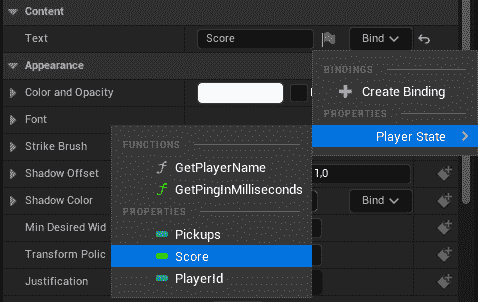 Content
Text
Score
Bind
Appearance
BINDINGS
Color and Opacity
Create Binding
PROPERTIES
Font
Player State
Strike Brush
FUNCTIONS
GetPlayerName
Shadow Offset
1,0
GetPingInMilliseconds
Shadow Color
Bind
PROPERTIES
Min Desired Wid
Pickups
Transform Polic
Score
Justification
PlayerId